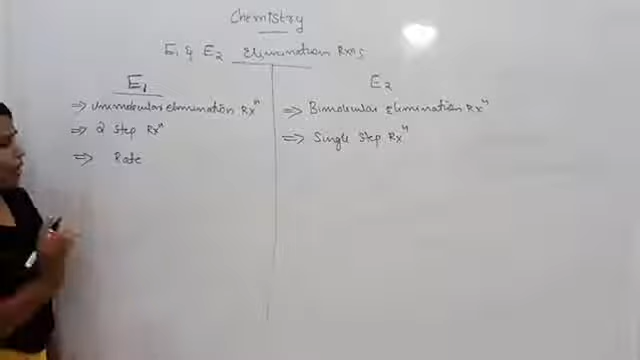 Chemistry
E₁ & E₂ Elimination Rxns
E₁
⇒ Unimolecular elimination Rxⁿ
⇒ 2 Step Rxⁿ
⇒ Rate
E₂
⇒ Bimolecular Elimination Rxⁿ
⇒ Single Step Rxⁿ